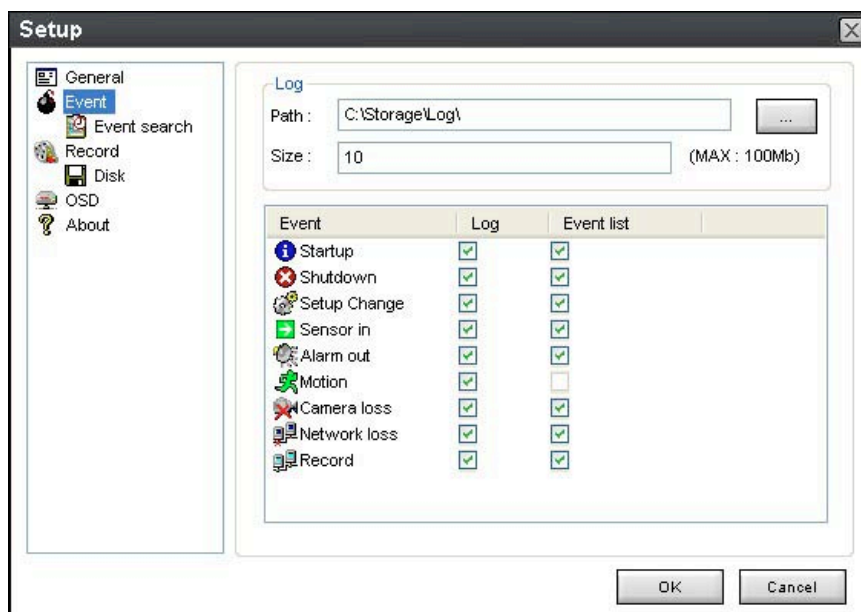 Setup
General
Event
Event search
Record
Disk
OSD
About
Log
Path : C:\Storage\Log\ ...
Size : 10 (MAX : 100Mb)
Event Log Event list
Startup
Shutdown
Setup Change
Sensor in
Alarm out
Motion
Camera loss
Network loss
Record
OK Cancel